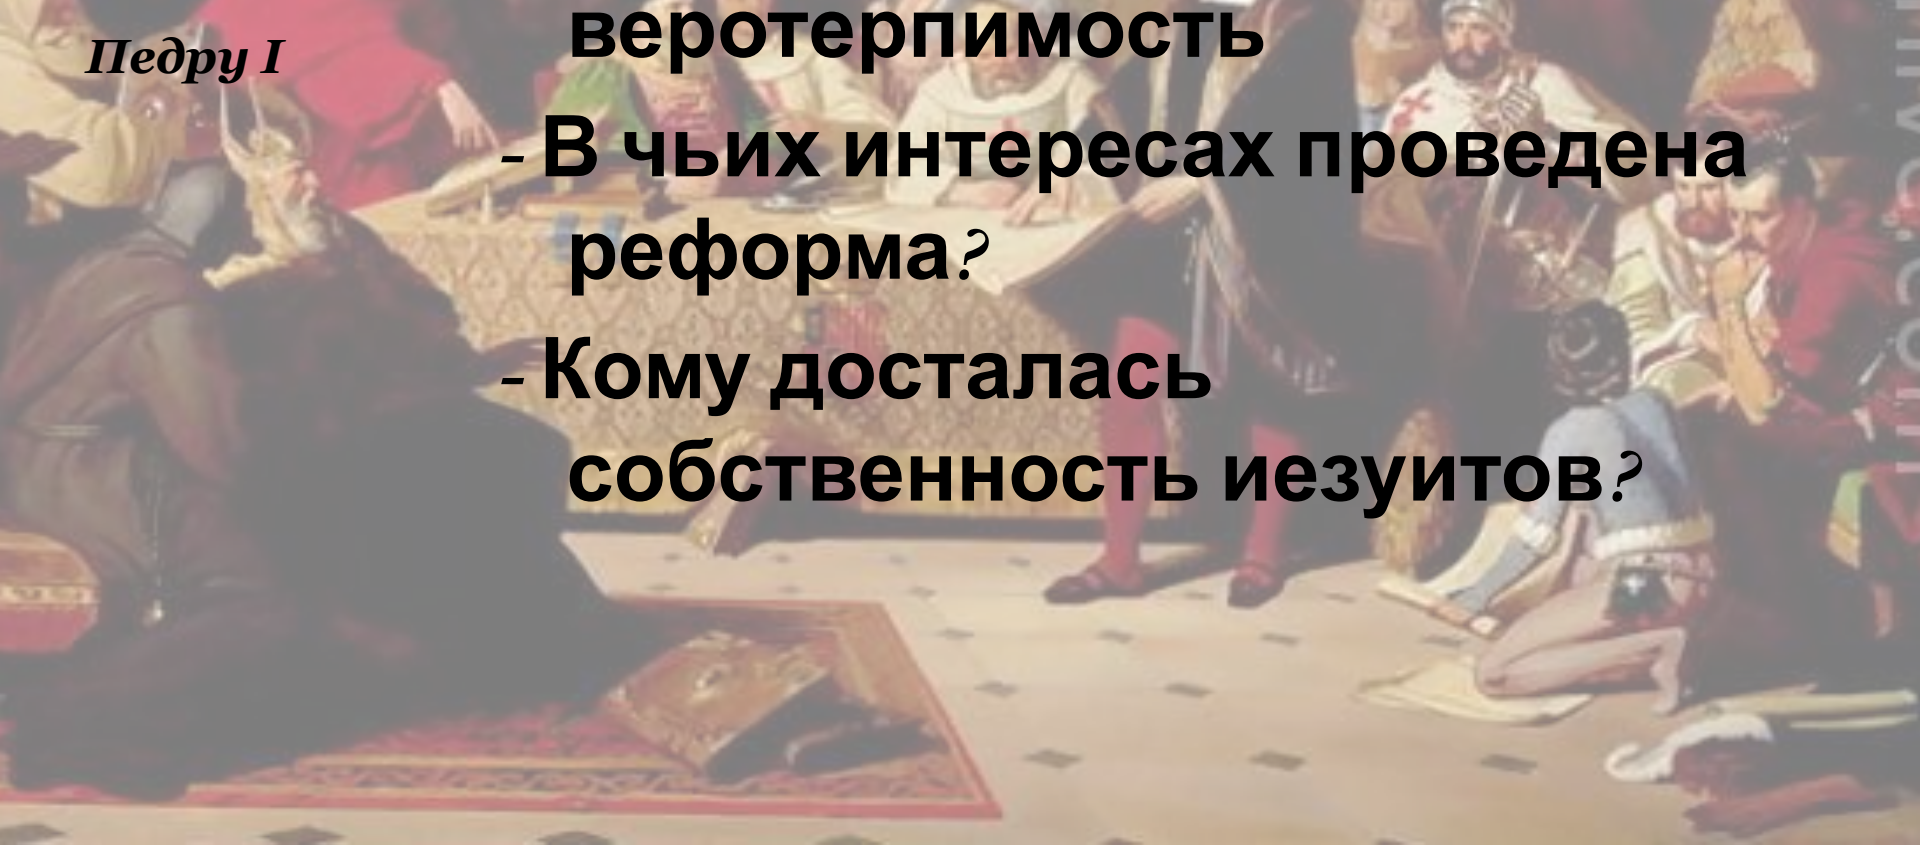 веротерпимость
Педру I
- В чьих интересах проведена
реформа?
- Кому досталась
собственность иезуитов?